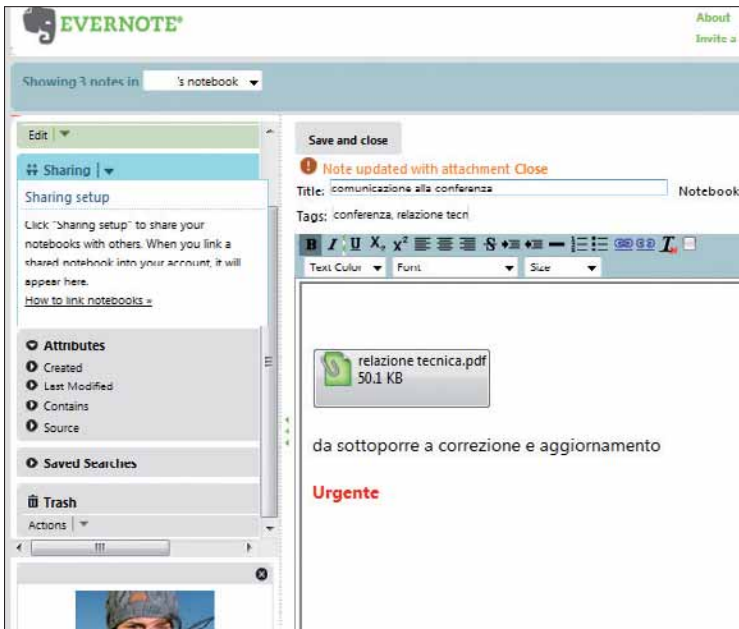 EVERNOTE®
About
Invite a
Showing 3 notes in
's notebook
Edit
Sharing
Sharing setup
Click "Sharing setup" to share your
notebooks with others. When you link a
shared notebook into your account, it will
appear here.
How to link notebooks »
Attributes
Created
Last Modified
Contains
Source
Saved Searches
Trash
Actions
Save and close
Note updated with attachment Close
Title: comunicazione alla conferenza
Notebook
Tags: conferenza, relazione tecn
B I U X₂ x² S T
Text Color Font Size
relazione tecnica.pdf
50.1 KB
da sottoporre a correzione e aggiornamento
Urgente